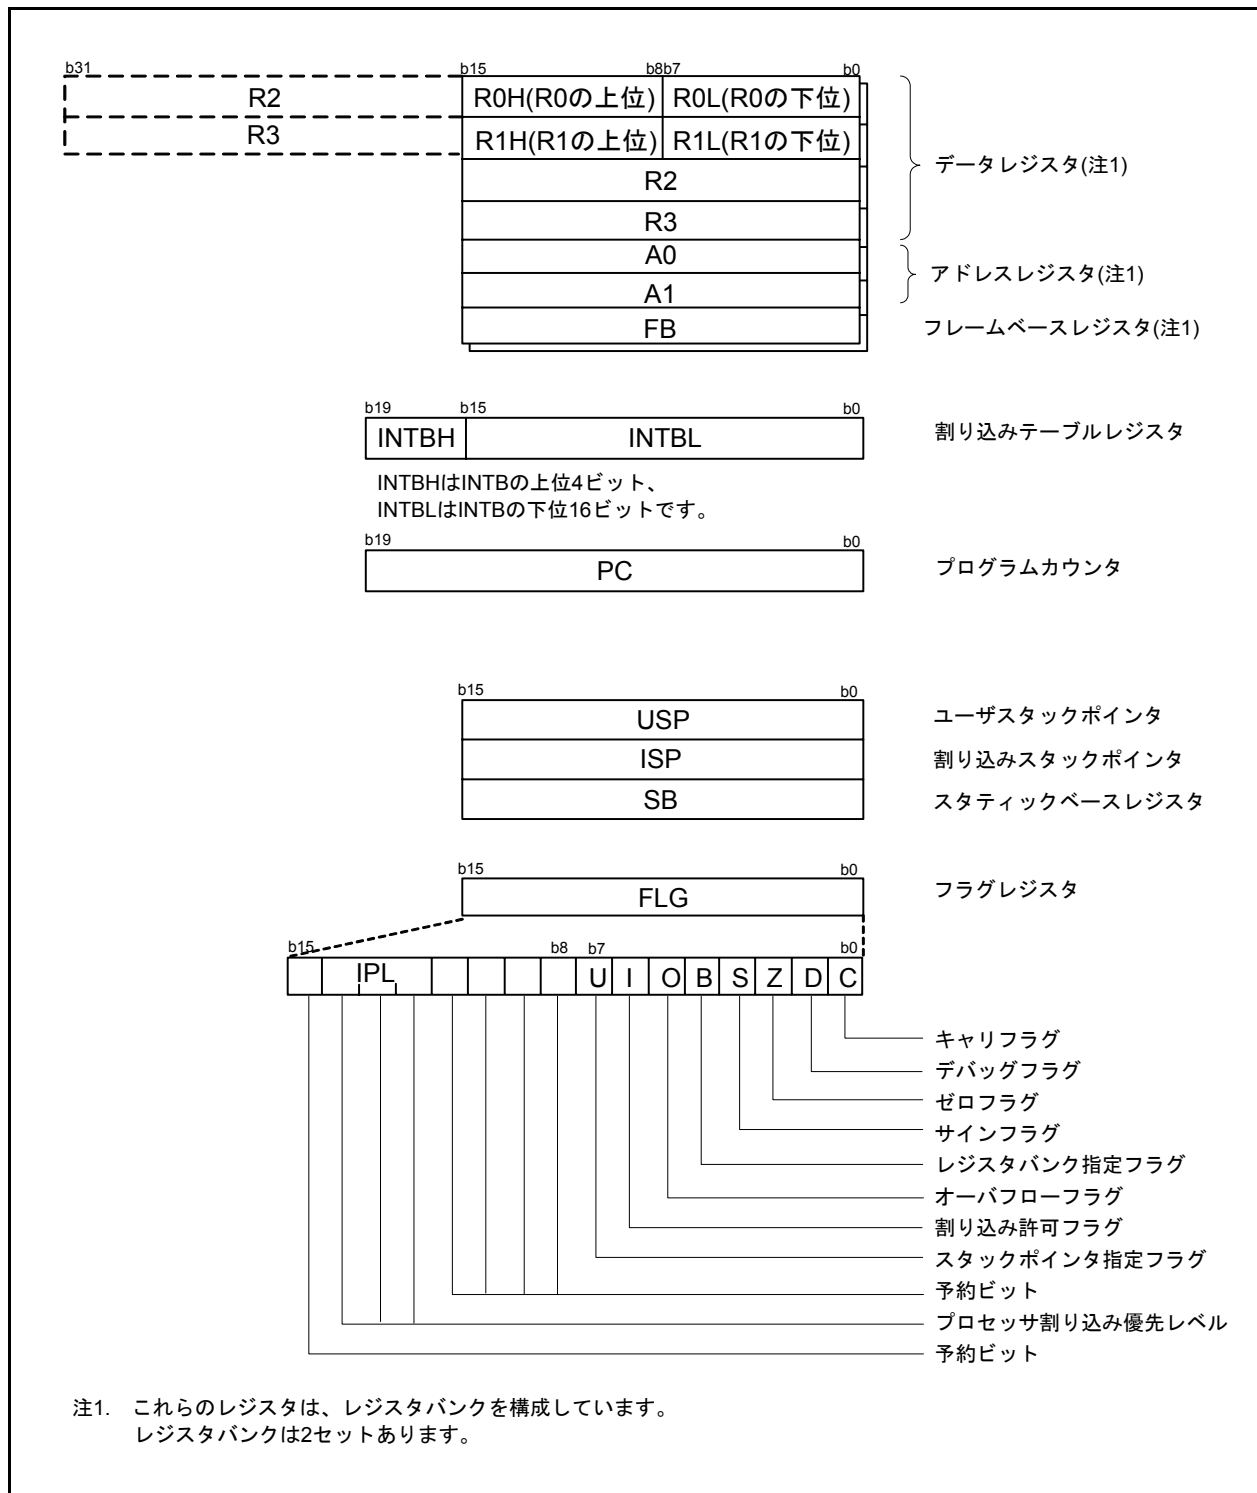 b31 b15 b8b7 b0
R2 R0H(R0の上位) R0L(R0の下位)
R3 R1H(R1の上位) R1L(R1の下位)
データレジスタ(注1)
R2
R3
A0
アドレスレジスタ(注1)
A1
FB フレームベースレジスタ(注1)
b19 b15 b0
INTBH INTBL 割り込みテーブルレジスタ
INTBHはINTBの上位4ビット、
INTBLはINTBの下位16ビットです。
b19 b0
PC プログラムカウンタ
b15 b0
USP ユーザスタックポインタ
ISP 割り込みスタックポインタ
SB スタティックベースレジスタ
b15 b0
FLG フラグレジスタ
b15 b8 b7 b0
IPL U I O B S Z D C
キャリフラグ
デバッグフラグ
ゼロフラグ
サインフラグ
レジスタバンク指定フラグ
オーバフローフラグ
割り込み許可フラグ
スタックポインタ指定フラグ
予約ビット
プロセッサ割り込み優先レベル
予約ビット
注1. これらのレジスタは、レジスタバンクを構成しています。
レジスタバンクは2セットあります。